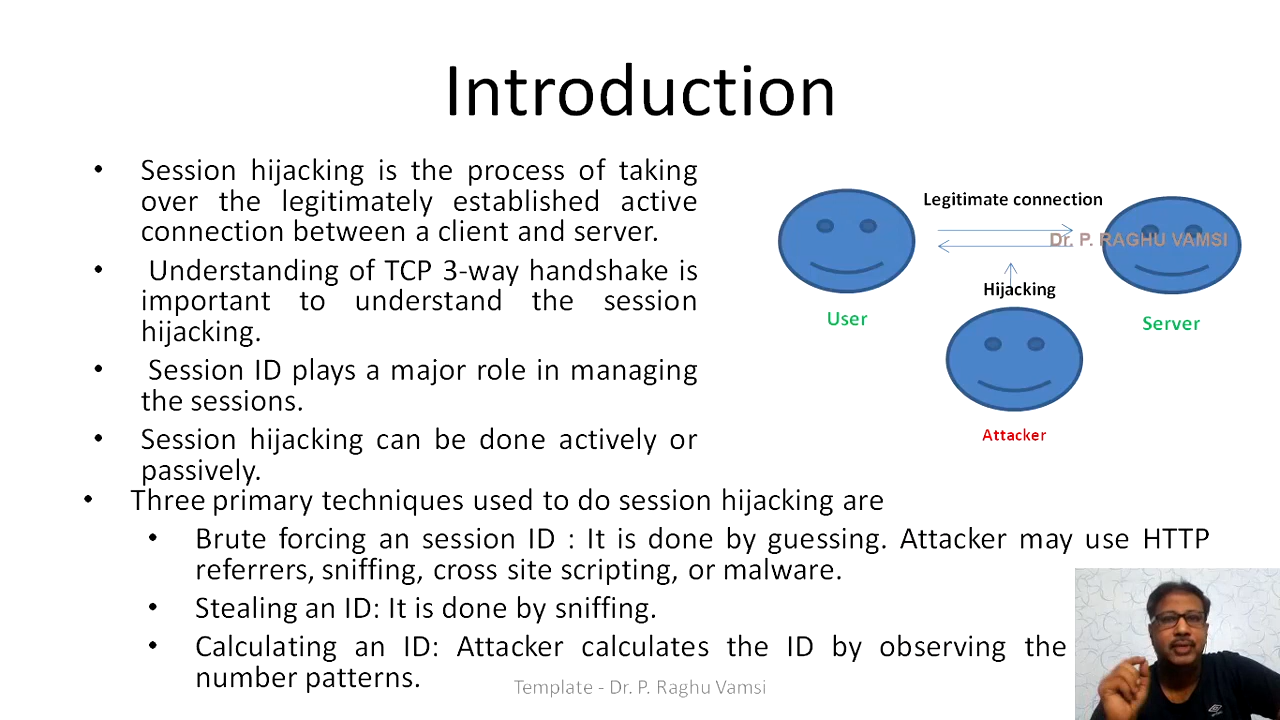 Introduction
• Session hijacking is the process of taking
over the legitimately established active
connection between a client and server.
• Understanding of TCP 3-way handshake is
important to understand the session
hijacking.
• Session ID plays a major role in managing
the sessions.
• Session hijacking can be done actively or
passively.
• Three primary techniques used to do session hijacking are
• Brute forcing an session ID : It is done by guessing. Attacker may use HTTP
referrers, sniffing, cross site scripting, or malware.
• Stealing an ID: It is done by sniffing.
• Calculating an ID: Attacker calculates the ID by observing the
number patterns.
Legitimate connection
Dr. P. RAGHU VAMSI
Hijacking
User
Server
Attacker
Template - Dr. P. Raghu Vamsi